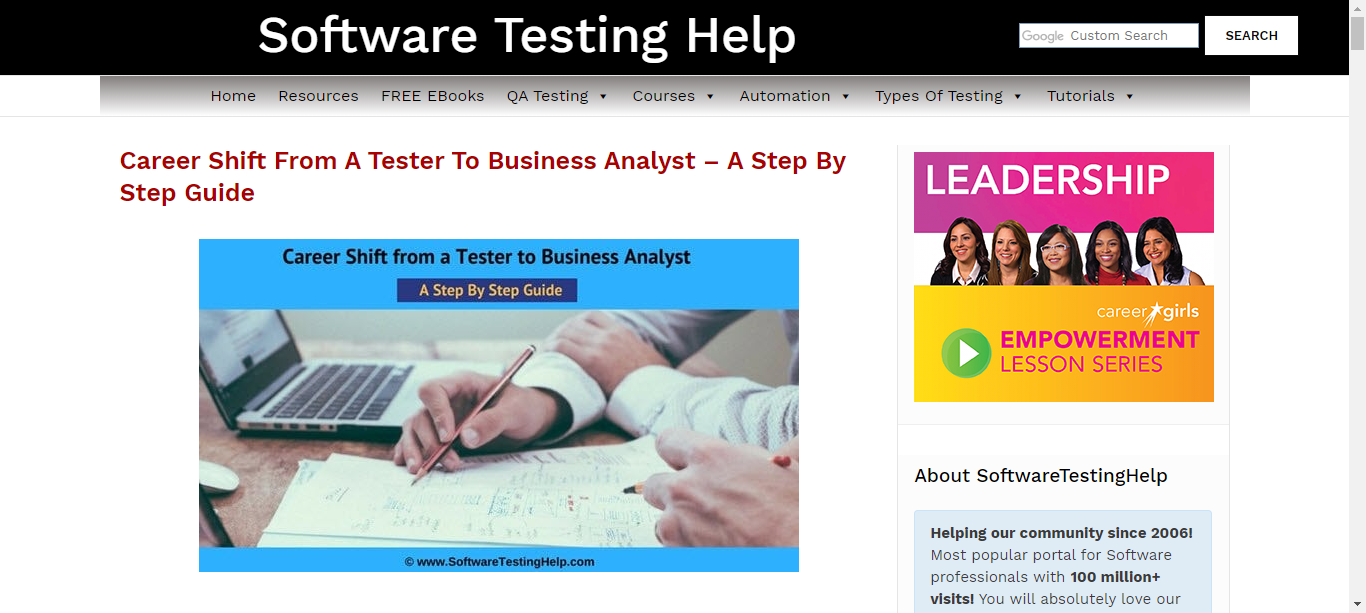 Software Testing Help
Google Custom Search
SEARCH
Home Resources FREE EBooks QA Testing Courses Automation Types Of Testing Tutorials
Career Shift From A Tester To Business Analyst – A Step By
Step Guide
Career Shift from a Tester to Business Analyst
A Step By Step Guide
© www.SoftwareTestingHelp.com
LEADERSHIP
career girls
EMPOWERMENT
LESSON SERIES
About SoftwareTestingHelp
Helping our community since 2006!
Most popular portal for Software
professionals with 100 million+
visits! You will absolutely love our